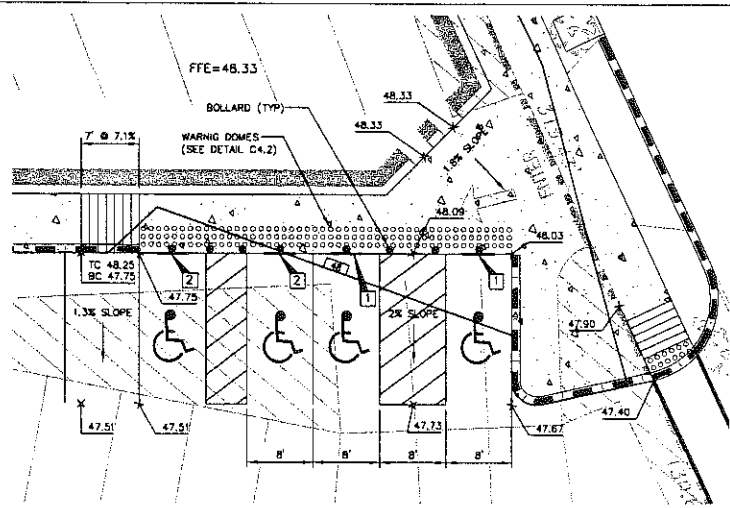 FFE=48.33
BOLLARD (TYP)
48.33
48.33
7' @ 7.1%
WARNIG DOMES
(SEE DETAIL C4.2)
1.8% SLOPE
48.09
48.03
TC 48.25
BC 47.75
2
2
48
1
1
47.75
1.3% SLOPE
2% SLOPE
47.90
47.51
47.51
47.73
47.67
47.40
8'
8'
8'
8'